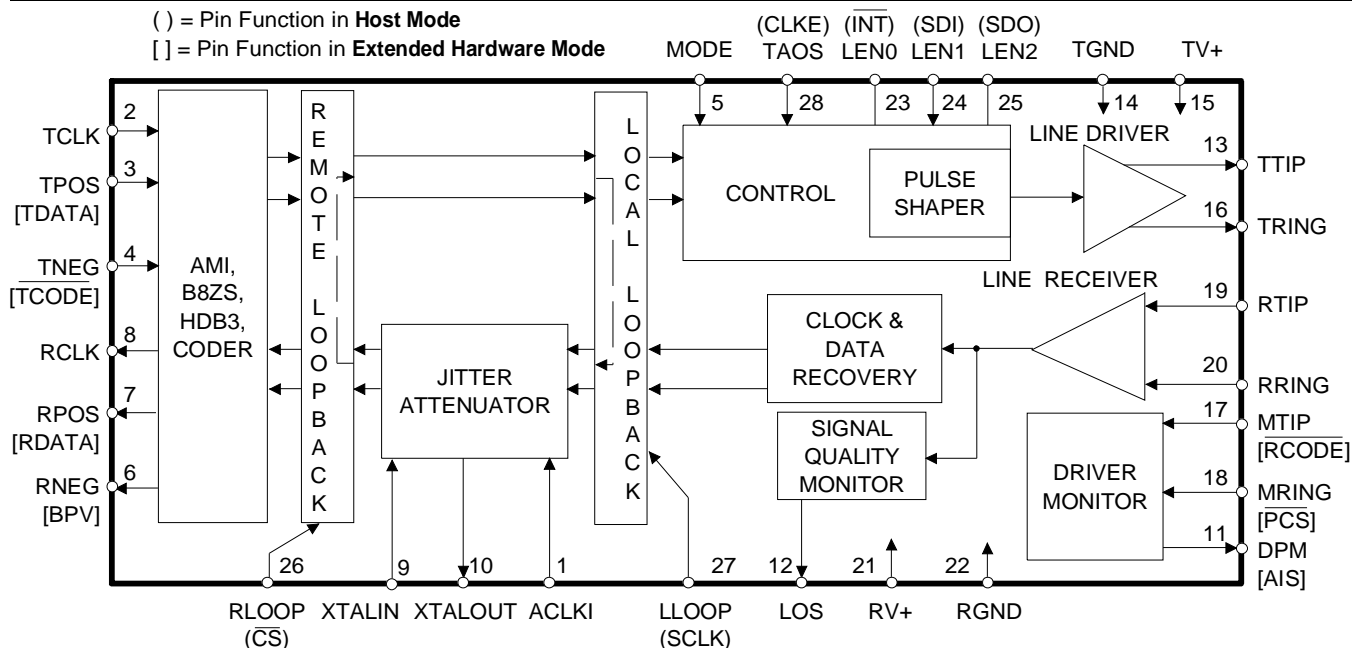 ( ) = Pin Function in Host Mode
[ ] = Pin Function in Extended Hardware Mode
MODE
(CLKE)
TAOS
(INT)
LEN0
(SDI)
LEN1
(SDO)
LEN2
TGND
TV+
5
28
23
24
25
14
15
2
TCLK
3
TPOS
[TDATA]
4
TNEG
[TCODE]
8
RCLK
7
RPOS
[RDATA]
6
RNEG
[BPV]
AMI,
B8ZS,
HDB3,
CODER
REMOTE LOOPBACK
JITTER
ATTENUATOR
LOCAL LOOPBACK
CONTROL
PULSE
SHAPER
LINE DRIVER
13
TTIP
16
TRING
LINE RECEIVER
19
RTIP
20
RRING
CLOCK &
DATA
RECOVERY
SIGNAL
QUALITY
MONITOR
DRIVER
MONITOR
17
MTIP
[RCODE]
18
MRING
[PCS]
11
DPM
[AIS]
26
9
10
1
27
12
21
22
RLOOP
(CS)
XTALIN
XTALOUT
ACLKI
LLOOP
(SCLK)
LOS
RV+
RGND